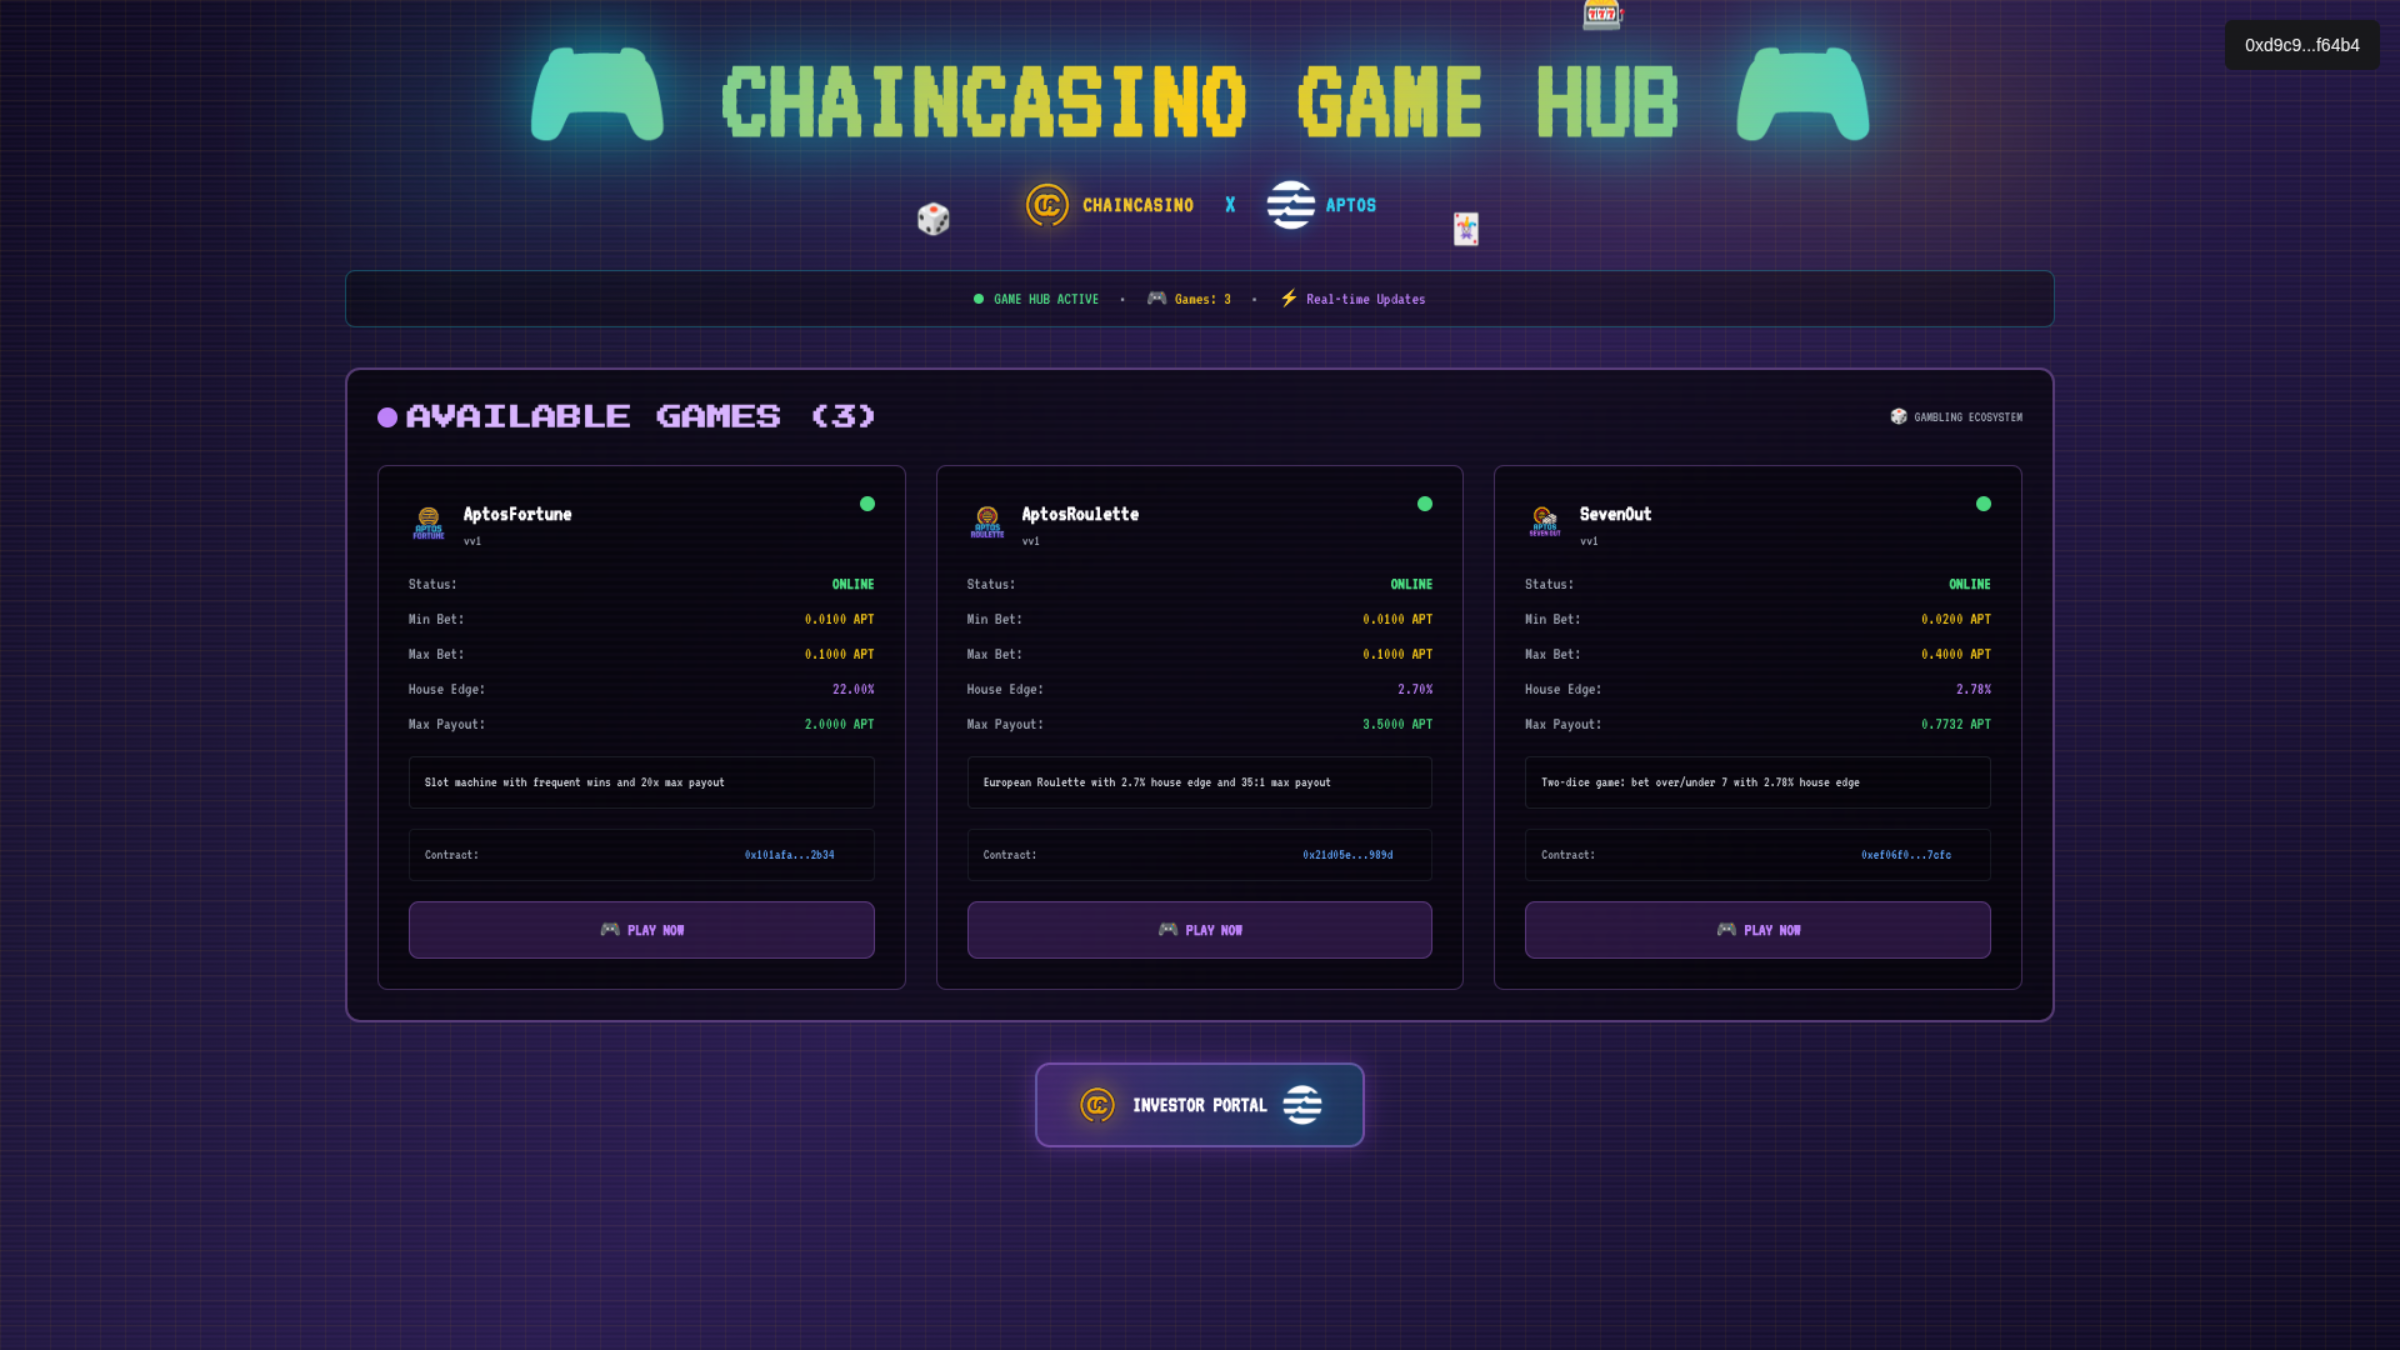 0xd9c9...f64b4
CHAINCASINO GAME HUB
CHAINCASINO X APTOS
GAME HUB ACTIVE • Games: 3 • Real-time Updates
AVAILABLE GAMES (3)
GAMBLING ECOSYSTEM
APTOS
FORTUNE
AptosFortune
vv1
Status: ONLINE
Min Bet: 0.0100 APT
Max Bet: 0.1000 APT
House Edge: 22.00%
Max Payout: 2.0000 APT
Slot machine with frequent wins and 20x max payout
Contract: 0x101afa...2b34
PLAY NOW
APTOS
ROULETTE
AptosRoulette
vv1
Status: ONLINE
Min Bet: 0.0100 APT
Max Bet: 0.1000 APT
House Edge: 2.70%
Max Payout: 3.5000 APT
European Roulette with 2.7% house edge and 35:1 max payout
Contract: 0x21d05e...989d
PLAY NOW
APTOS
SEVEN OUT
SevenOut
vv1
Status: ONLINE
Min Bet: 0.0200 APT
Max Bet: 0.4000 APT
House Edge: 2.78%
Max Payout: 0.7732 APT
Two-dice game: bet over/under 7 with 2.78% house edge
Contract: 0xef06f0...7cfc
PLAY NOW
INVESTOR PORTAL